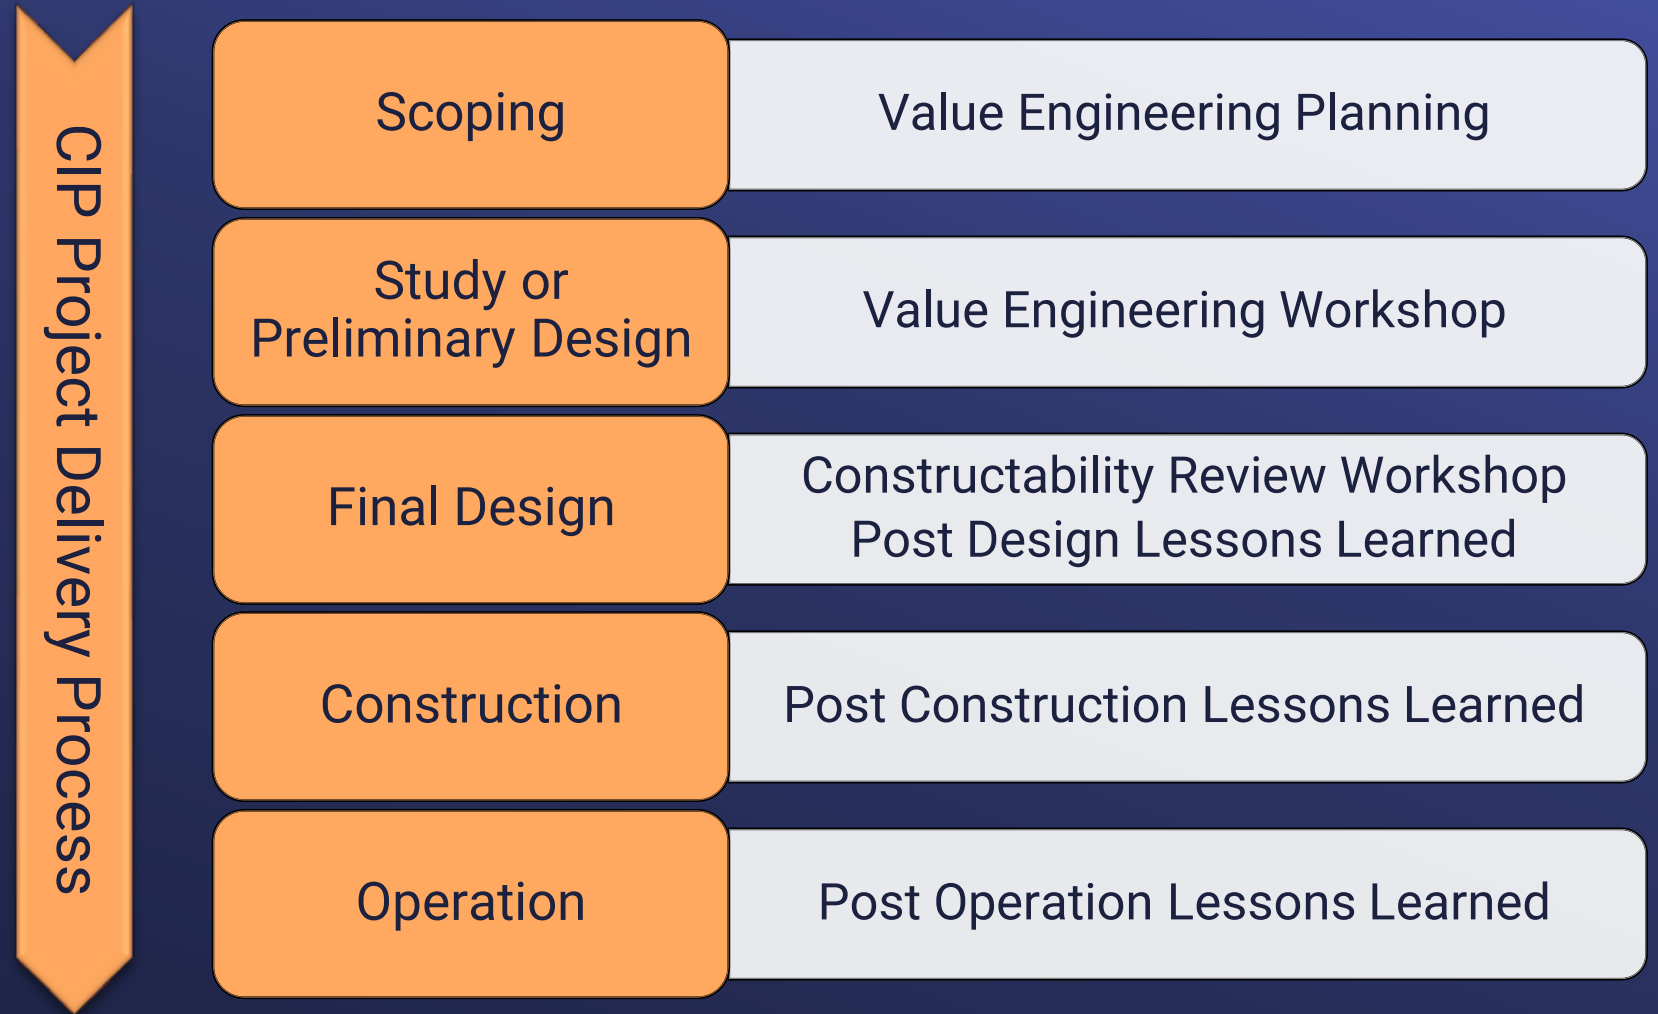 CIP Project Delivery Process
Scoping
Value Engineering Planning
Study or
Preliminary Design
Value Engineering Workshop
Final Design
Constructability Review Workshop
Post Design Lessons Learned
Construction
Post Construction Lessons Learned
Operation
Post Operation Lessons Learned